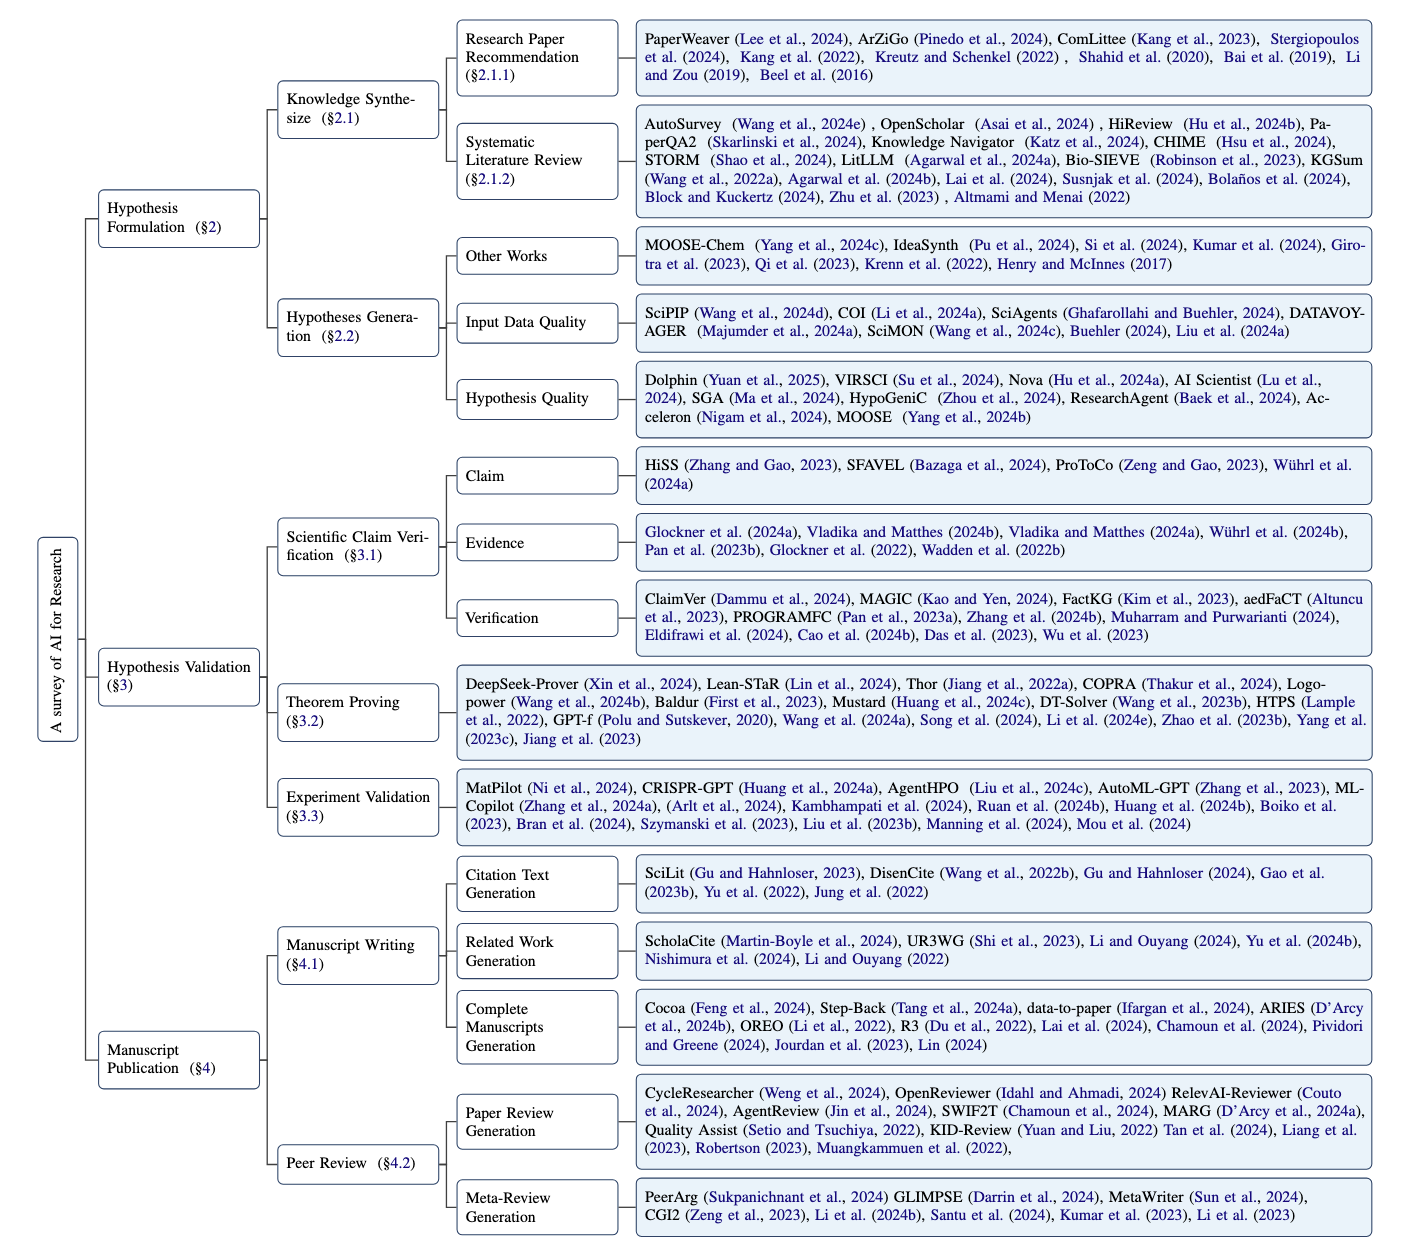 A survey of AI for Research
Hypothesis
Formulation (§2)
Knowledge Synthe-
size (§2.1)
Research Paper
Recommendation
(§2.1.1)
PaperWeaver (Lee et al., 2024), ArZiGo (Pinedo et al., 2024), ComLittee (Kang et al., 2023), Stergiopoulos
et al. (2024), Kang et al. (2022), Kreutz and Schenkel (2022) , Shahid et al. (2020), Bai et al. (2019), Li
and Zou (2019), Beel et al. (2016)
Systematic
Literature Review
(§2.1.2)
AutoSurvey (Wang et al., 2024e) , OpenScholar (Asai et al., 2024) , HiReview (Hu et al., 2024b), Pa-
perQA2 (Skarlinski et al., 2024), Knowledge Navigator (Katz et al., 2024), CHIME (Hsu et al., 2024),
STORM (Shao et al., 2024), LitLLM (Agarwal et al., 2024a), Bio-SIEVE (Robinson et al., 2023), KGSum
(Wang et al., 2022a), Agarwal et al. (2024b), Lai et al. (2024), Susnjak et al. (2024), Bolaños et al. (2024),
Block and Kuckertz (2024), Zhu et al. (2023) , Altmami and Menai (2022)
Hypotheses Genera-
tion (§2.2)
Other Works
MOOSE-Chem (Yang et al., 2024c), IdeaSynth (Pu et al., 2024), Si et al. (2024), Kumar et al. (2024), Giro-
tra et al. (2023), Qi et al. (2023), Krenn et al. (2022), Henry and McInnes (2017)
Input Data Quality
SciPIP (Wang et al., 2024d), COI (Li et al., 2024a), SciAgents (Ghafarollahi and Buehler, 2024), DATAVOY-
AGER (Majumder et al., 2024a), SciMON (Wang et al., 2024c), Buehler (2024), Liu et al. (2024a)
Hypothesis Quality
Dolphin (Yuan et al., 2025), VIRSCI (Su et al., 2024), Nova (Hu et al., 2024a), AI Scientist (Lu et al.,
2024), SGA (Ma et al., 2024), HypoGeniC (Zhou et al., 2024), ResearchAgent (Baek et al., 2024), Ac-
celeron (Nigam et al., 2024), MOOSE (Yang et al., 2024b)
Hypothesis Validation
(§3)
Scientific Claim Veri-
fication (§3.1)
Claim
HiSS (Zhang and Gao, 2023), SFAVEL (Bazaga et al., 2024), ProToCo (Zeng and Gao, 2023), Wührl et al.
(2024a)
Evidence
Glockner et al. (2024a), Vladika and Matthes (2024b), Vladika and Matthes (2024a), Wührl et al. (2024b),
Pan et al. (2023b), Glockner et al. (2022), Wadden et al. (2022b)
Verification
ClaimVer (Dammu et al., 2024), MAGIC (Kao and Yen, 2024), FactKG (Kim et al., 2023), aedFaCT (Altuncu
et al., 2023), PROGRAMFC (Pan et al., 2023a), Zhang et al. (2024b), Muharram and Purwarianti (2024),
Eldifrawi et al. (2024), Cao et al. (2024b), Das et al. (2023), Wu et al. (2023)
Theorem Proving
(§3.2)
DeepSeek-Prover (Xin et al., 2024), Lean-STaR (Lin et al., 2024), Thor (Jiang et al., 2022a), COPRA (Thakur et al., 2024), Logo-
power (Wang et al., 2024b), Baldur (First et al., 2023), Mustard (Huang et al., 2024c), DT-Solver (Wang et al., 2023b), HTPS (Lample
et al., 2022), GPT-f (Polu and Sutskever, 2020), Wang et al. (2024a), Song et al. (2024), Li et al. (2024e), Zhao et al. (2023b), Yang et al.
(2023c), Jiang et al. (2023)
Experiment Validation
(§3.3)
MatPilot (Ni et al., 2024), CRISPR-GPT (Huang et al., 2024a), AgentHPO (Liu et al., 2024c), AutoML-GPT (Zhang et al., 2023), ML-
Copilot (Zhang et al., 2024a), (Arlt et al., 2024), Kambhampati et al. (2024), Ruan et al. (2024b), Huang et al. (2024b), Boiko et al.
(2023), Bran et al. (2024), Szymanski et al. (2023), Liu et al. (2023b), Manning et al. (2024), Mou et al. (2024)
Manuscript
Publication (§4)
Manuscript Writing
(§4.1)
Citation Text
Generation
SciLit (Gu and Hahnloser, 2023), DisenCite (Wang et al., 2022b), Gu and Hahnloser (2024), Gao et al.
(2023b), Yu et al. (2022), Jung et al. (2022)
Related Work
Generation
ScholaCite (Martin-Boyle et al., 2024), UR3WG (Shi et al., 2023), Li and Ouyang (2024), Yu et al. (2024b),
Nishimura et al. (2024), Li and Ouyang (2022)
Complete
Manuscripts
Generation
Cocoa (Feng et al., 2024), Step-Back (Tang et al., 2024a), data-to-paper (Ifargan et al., 2024), ARIES (D'Arcy
et al., 2024b), OREO (Li et al., 2022), R3 (Du et al., 2022), Lai et al. (2024), Chamoun et al. (2024), Pividori
and Greene (2024), Jourdan et al. (2023), Lin (2024)
Peer Review (§4.2)
Paper Review
Generation
CycleResearcher (Weng et al., 2024), OpenReviewer (Idahl and Ahmadi, 2024) RelevAI-Reviewer (Couto
et al., 2024), AgentReview (Jin et al., 2024), SWIF2T (Chamoun et al., 2024), MARG (D'Arcy et al., 2024a),
Quality Assist (Setio and Tsuchiya, 2022), KID-Review (Yuan and Liu, 2022) Tan et al. (2024), Liang et al.
(2023), Robertson (2023), Muangkammuen et al. (2022),
Meta-Review
Generation
PeerArg (Sukpanichnant et al., 2024) GLIMPSE (Darrin et al., 2024), MetaWriter (Sun et al., 2024),
CGI2 (Zeng et al., 2023), Li et al. (2024b), Santu et al. (2024), Kumar et al. (2023), Li et al. (2023)